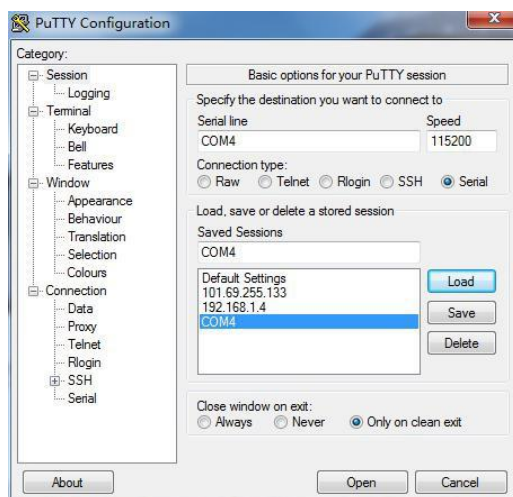 PuTTY Configuration
Category:
Session
Logging
Terminal
Keyboard
Bell
Features
Window
Appearance
Behaviour
Translation
Selection
Colours
Connection
Data
Proxy
Telnet
Rlogin
SSH
Serial
Basic options for your PuTTY session
Specify the destination you want to connect to
Serial line Speed
COM4 115200
Connection type:
Raw Telnet Rlogin SSH Serial
Load, save or delete a stored session
Saved Sessions
COM4
Default Settings
101.69.255.133
192.168.1.4
COM4
Load
Save
Delete
Close window on exit:
Always Never Only on clean exit
About Open Cancel